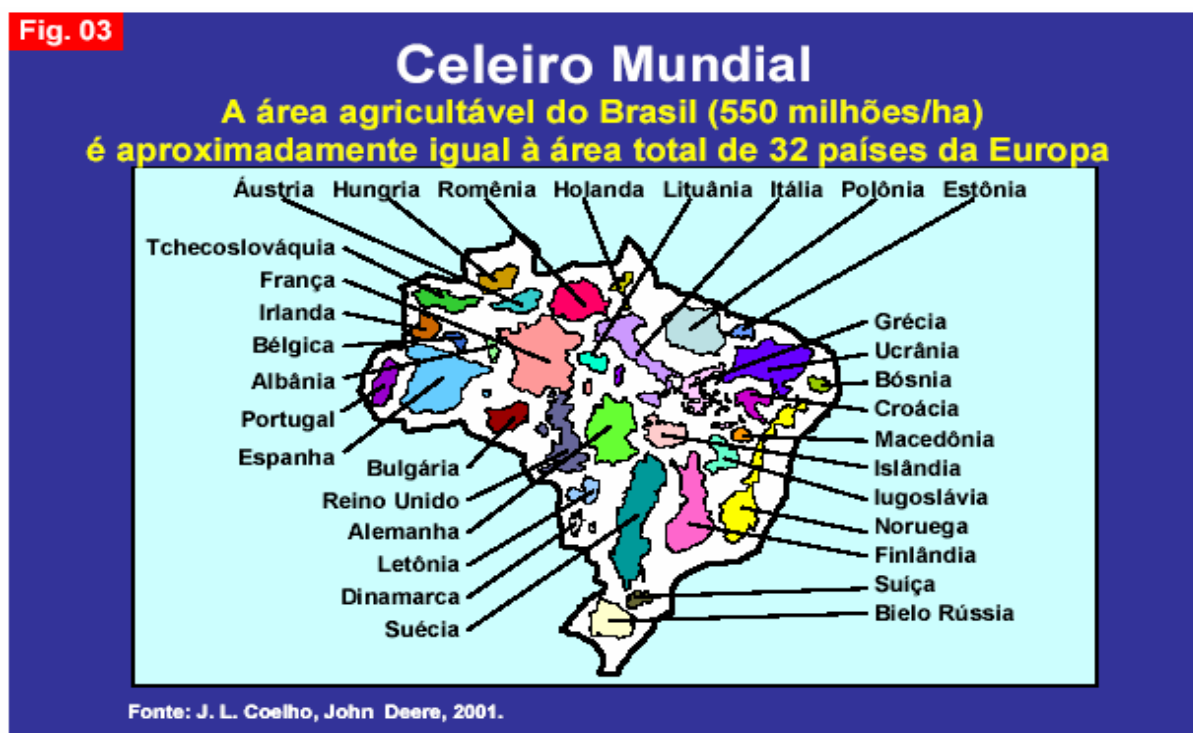 Fig. 03
Celeiro Mundial
A área agricultável do Brasil (550 milhões/ha)
é aproximadamente igual à área total de 32 países da Europa
Áustria Hungria Romênia Holanda Lituânia Itália Polônia Estônia
Tchecoslováquia
França
Irlanda
Bélgica
Albânia
Portugal
Espanha
Bulgária
Reino Unido
Alemanha
Letônia
Dinamarca
Suécia
Grécia
Ucrânia
Bósnia
Croácia
Macedônia
Islândia
Iugoslávia
Noruega
Finlândia
Suíça
Bielo Rússia
Fonte: J. L. Coelho, John Deere, 2001.